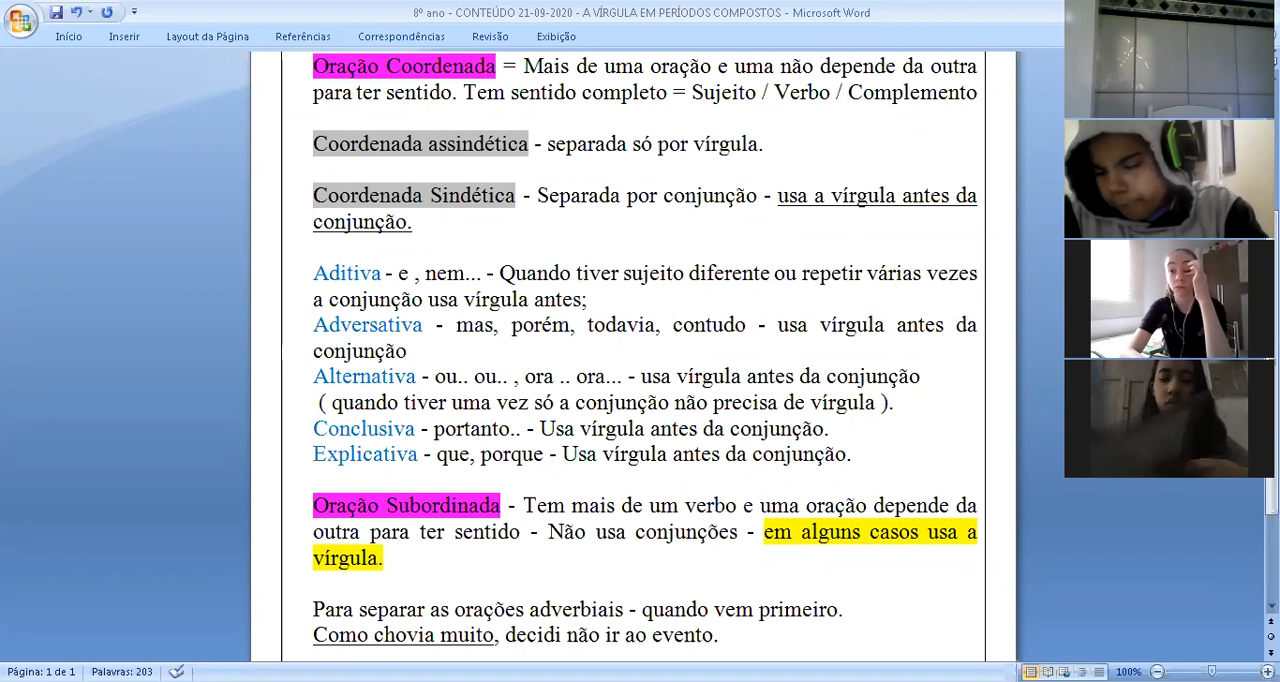 8º ano - CONTEÚDO 21-09-2020 - A VÍRGULA EM PERÍODOS COMPOSTOS - Microsoft Word
Início Inserir Layout da Página Referências Correspondências Revisão Exibição
Oração Coordenada = Mais de uma oração e uma não depende da outra
para ter sentido. Tem sentido completo = Sujeito / Verbo / Complemento
Coordenada assindética - separada só por vírgula.
Coordenada Sindética - Separada por conjunção - usa a vírgula antes da
conjunção.
Aditiva - e , nem... - Quando tiver sujeito diferente ou repetir várias vezes
a conjunção usa vírgula antes;
Adversativa - mas, porém, todavia, contudo - usa vírgula antes da
conjunção
Alternativa - ou.. ou.. , ora .. ora... - usa vírgula antes da conjunção
( quando tiver uma vez só a conjunção não precisa de vírgula ).
Conclusiva - portanto.. - Usa vírgula antes da conjunção.
Explicativa - que, porque - Usa vírgula antes da conjunção.
Oração Subordinada - Tem mais de um verbo e uma oração depende da
outra para ter sentido - Não usa conjunções - em alguns casos usa a
vírgula.
Para separar as orações adverbiais - quando vem primeiro.
Como chovia muito, decidi não ir ao evento.
Página: 1 de 1 Palavras: 203 100%